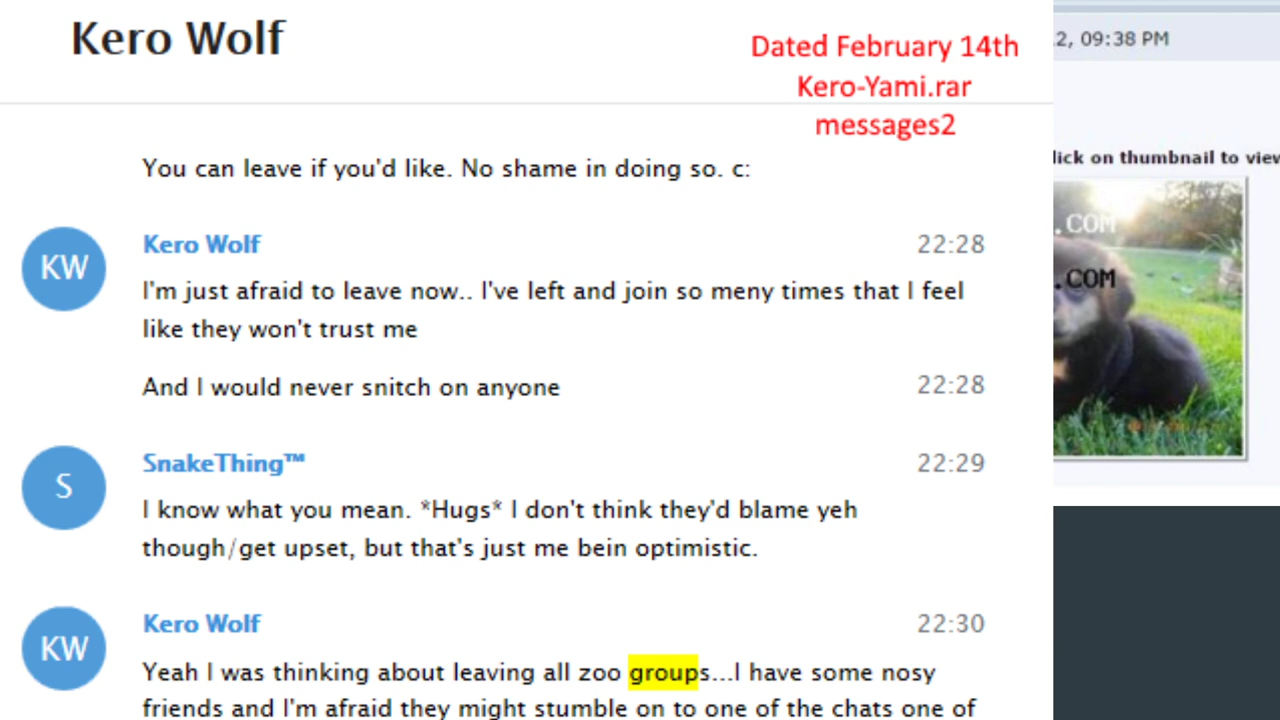 Kero Wolf
Dated February 14th
Kero-Yami.rar
messages2
You can leave if you'd like. No shame in doing so. c:
KW
Kero Wolf
22:28
I'm just afraid to leave now.. I've left and join so meny times that I feel
like they won't trust me
And I would never snitch on anyone
22:28
S
SnakeThing™
22:29
I know what you mean. *Hugs* I don't think they'd blame yeh
though/get upset, but that's just me bein optimistic.
KW
Kero Wolf
22:30
Yeah I was thinking about leaving all zoo groups...I have some nosy
friends and I'm afraid they might stumble on to one of the chats one of
2, 09:38 PM
lick on thumbnail to view
.COM
.COM